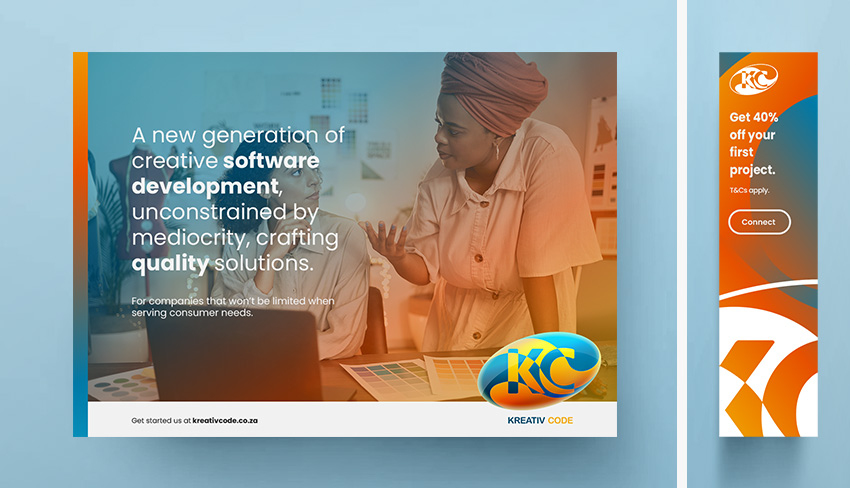 A new generation of
creative software
development,
unconstrained by
mediocrity, crafting
quality solutions.
For companies that won't be limited when
serving consumer needs.
KC
KREATIV CODE
Get started us at kreativcode.co.za
KC
Get 40%
off your
first
project.
T&Cs apply.
Connect